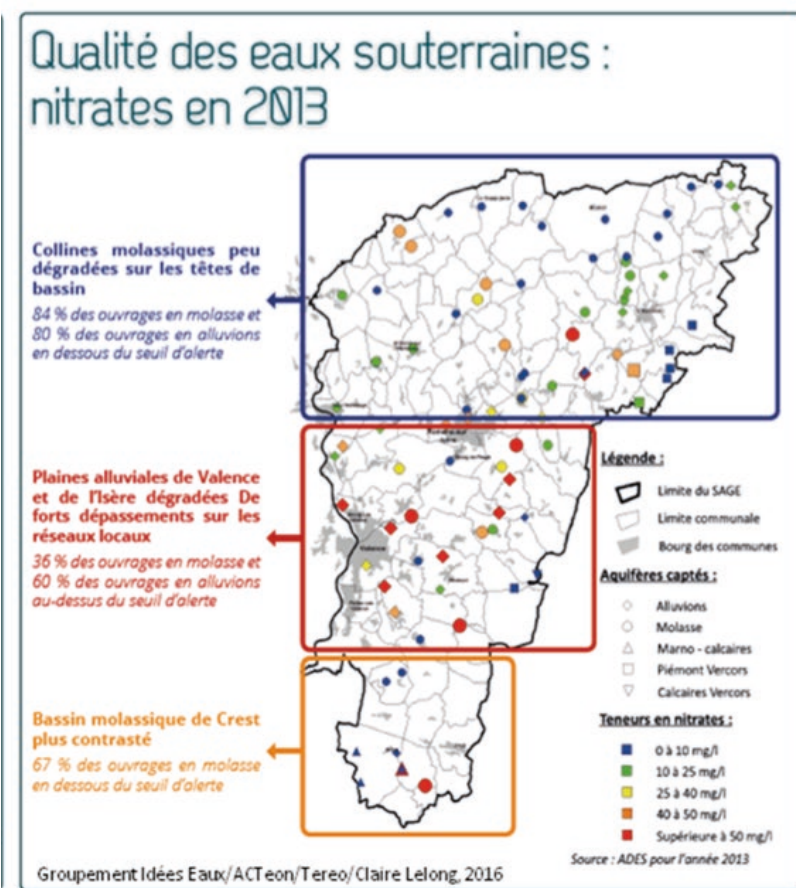 Qualité des eaux souterraines :
nitrates en 2013
Collines molassiques peu
dégradées sur les têtes de
bassin
84 % des ouvrages en molasse et
80 % des ouvrages en alluvions
en dessous du seuil d'alerte
Plaines alluviales de Valence
et de l'Isère dégradées De
forts dépassements sur les
réseaux locaux
36 % des ouvrages en molasse et
60 % des ouvrages en alluvions
au-dessus du seuil d'alerte
Bassin molassique de Crest
plus contrasté
67 % des ouvrages en molasse
en dessous du seuil d'alerte
Valence
Légende :
Limite du SAGE
Limite communale
Bourg des communes
Aquifères captés :
Alluvions
Molasse
Marno - calcaires
Piémont Vercors
Calcaires Vercors
Teneurs en nitrates :
0 à 10 mg/l
10 à 25 mg/l
25 à 40 mg/l
40 à 50 mg/l
Supérieure à 50 mg/l
Source : ADES pour l'année 2013
Groupement Idées Eaux/ACTeon/Tereo/Claire Lelong, 2016